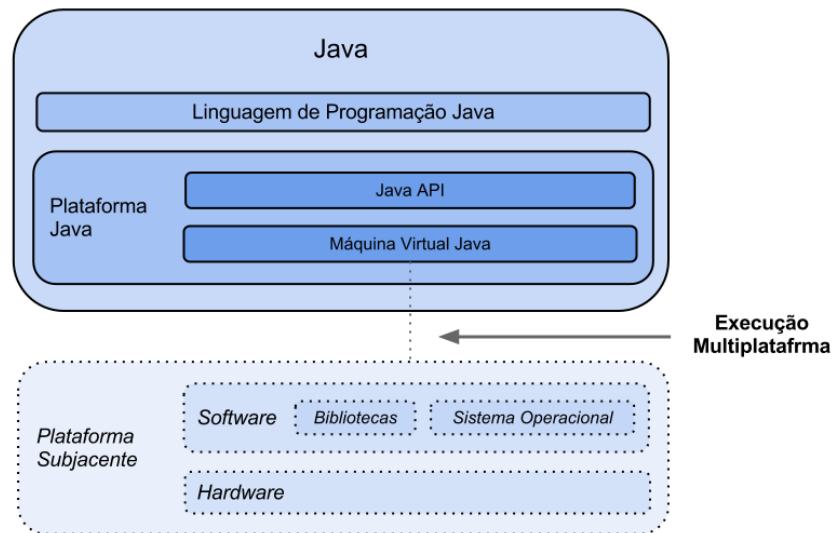 Java
Linguagem de Programação Java
Plataforma
Java
Java API
Máquina Virtual Java
Execução
Multiplatafrma
Plataforma
Subjacente
Software
Bibliotecas
Sistema Operacional
Hardware